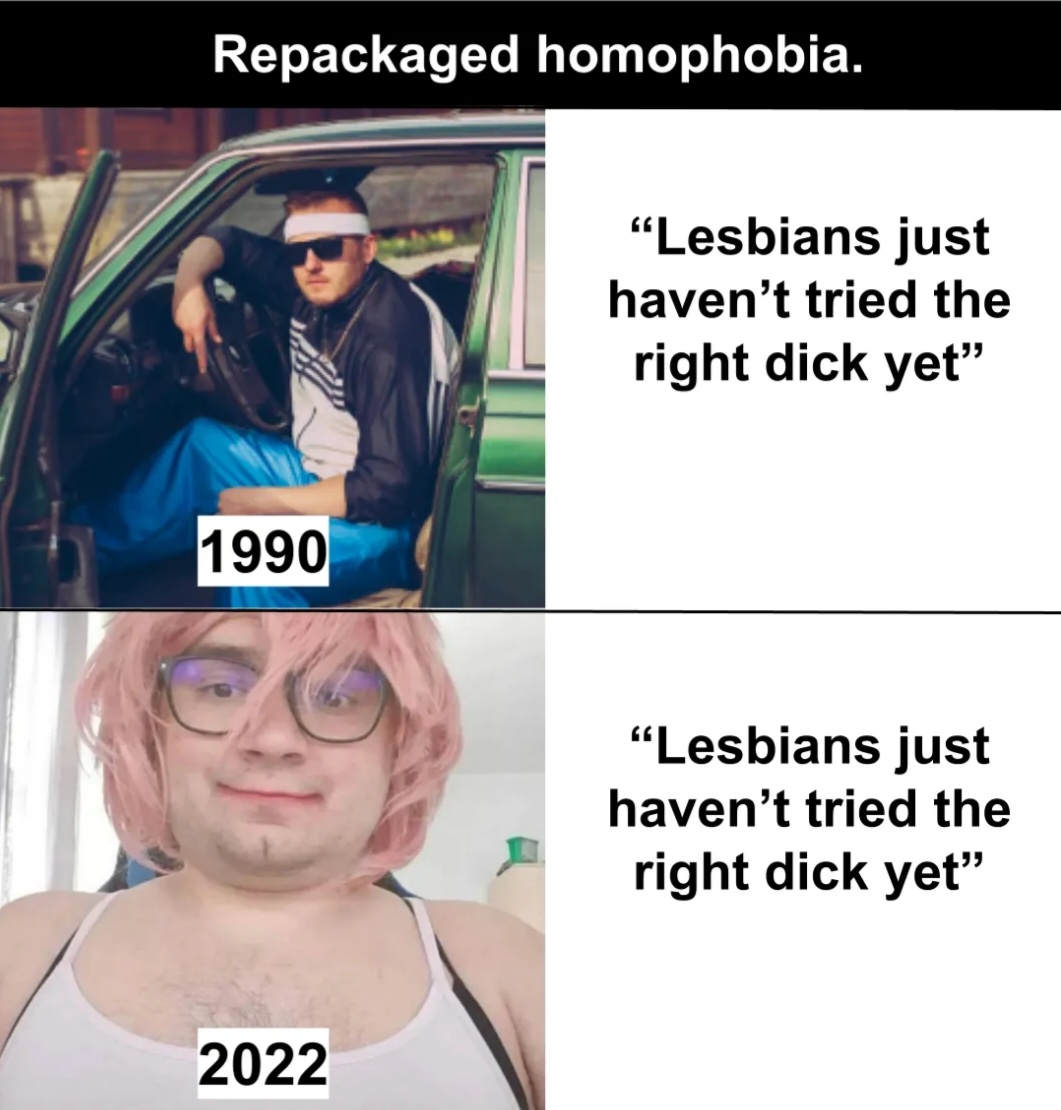 Repackaged homophobia.
“Lesbians just
haven’t tried the
right dick yet”
1990
“Lesbians just
haven’t tried the
right dick yet”
2022